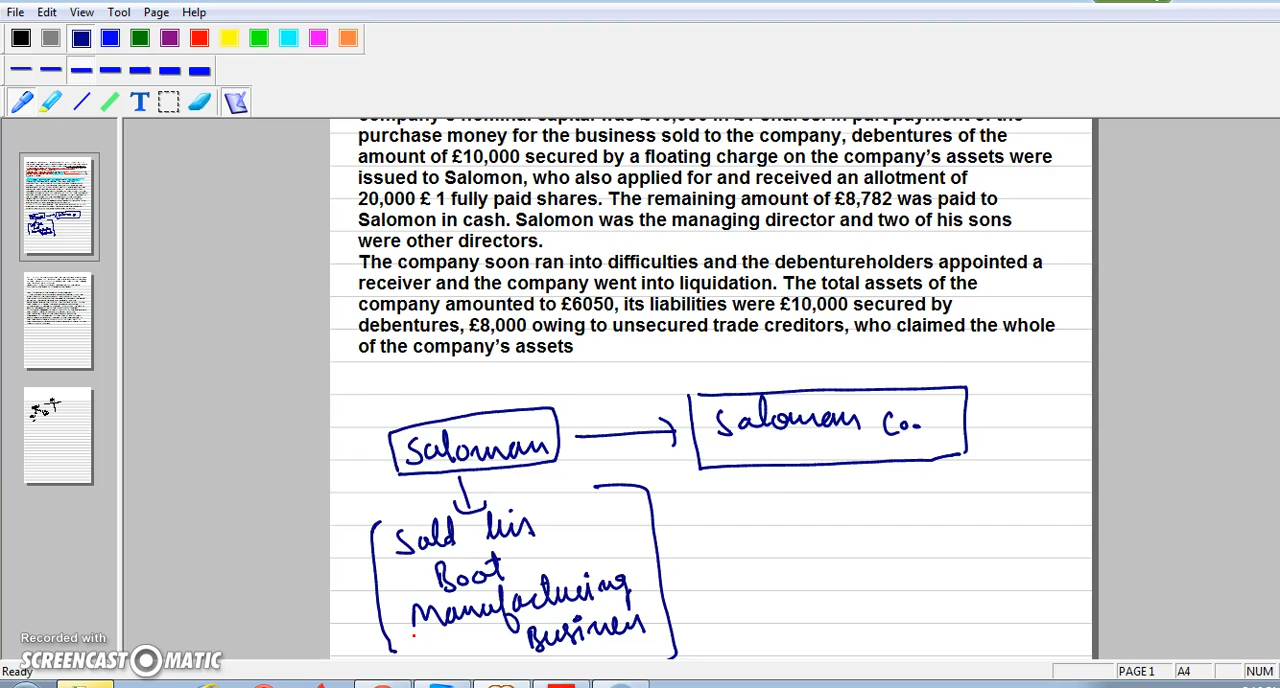 File Edit View Tool Page Help
purchase money for the business sold to the company, debentures of the
amount of £10,000 secured by a floating charge on the company's assets were
issued to Salomon, who also applied for and received an allotment of
20,000 £ 1 fully paid shares. The remaining amount of £8,782 was paid to
Salomon in cash. Salomon was the managing director and two of his sons
were other directors.
The company soon ran into difficulties and the debentureholders appointed a
receiver and the company went into liquidation. The total assets of the
company amounted to £6050, its liabilities were £10,000 secured by
debentures, £8,000 owing to unsecured trade creditors, who claimed the whole
of the company's assets
Saloman
Saloman Co.
Sold his
Boot
Manufacturing
Business
Recorded with
SCREENCAST-O-MATIC
Ready
PAGE1 A4 NUM